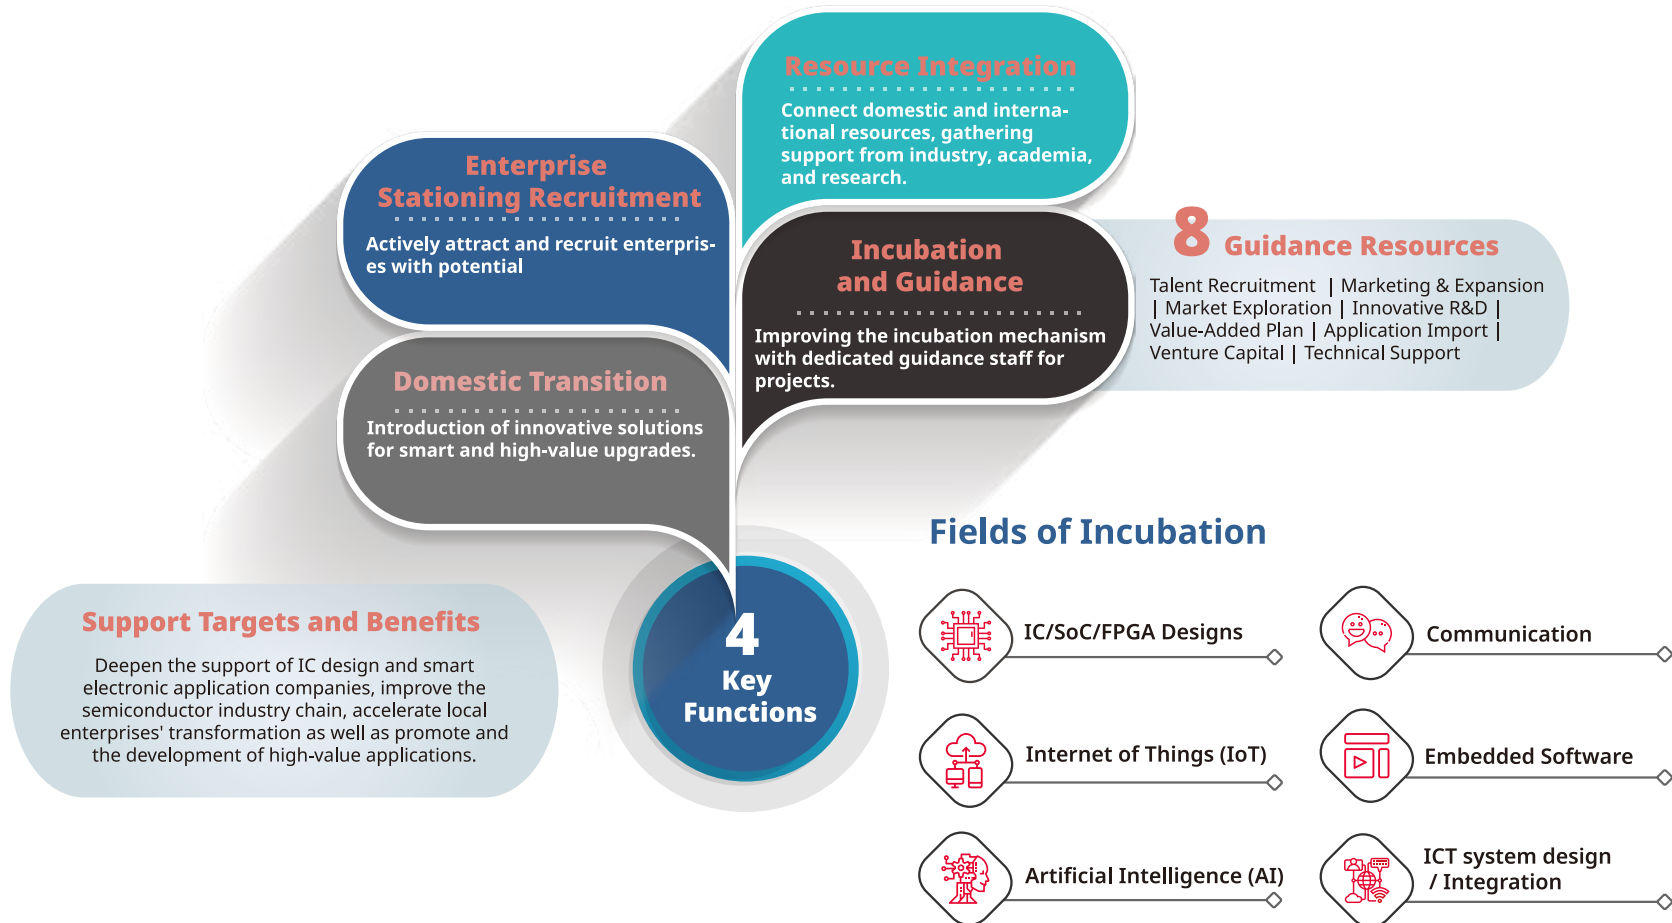 Resource Integration
Connect domestic and interna-
tional resources, gathering
support from industry, academia,
and research.
Enterprise
Stationing Recruitment
Actively attract and recruit enterpris-
es with potential
Incubation
and Guidance
Improving the incubation mechanism
with dedicated guidance staff for
projects.
8 Guidance Resources
Talent Recruitment | Marketing & Expansion
| Market Exploration | Innovative R&D |
Value-Added Plan | Application Import |
Venture Capital | Technical Support
Domestic Transition
Introduction of innovative solutions
for smart and high-value upgrades.
4
Key
Functions
Support Targets and Benefits
Deepen the support of IC design and smart
electronic application companies, improve the
semiconductor industry chain, accelerate local
enterprises' transformation as well as promote and
the development of high-value applications.
Fields of Incubation
IC/SoC/FPGA Designs
Communication
Internet of Things (IoT)
Embedded Software
Artificial Intelligence (AI)
ICT system design
/ Integration